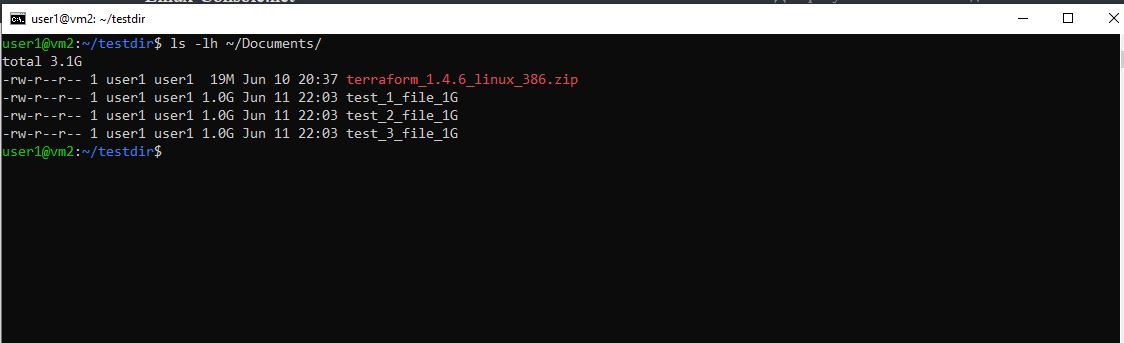 user1@vm2: ~/testdir
user1@vm2:~/testdir$ ls -lh ~/Documents/
total 3.1G
-rw-r--r-- 1 user1 user1  19M Jun 10 20:37 terraform_1.4.6_linux_386.zip
-rw-r--r-- 1 user1 user1 1.0G Jun 11 22:03 test_1_file_1G
-rw-r--r-- 1 user1 user1 1.0G Jun 11 22:03 test_2_file_1G
-rw-r--r-- 1 user1 user1 1.0G Jun 11 22:03 test_3_file_1G
user1@vm2:~/testdir$